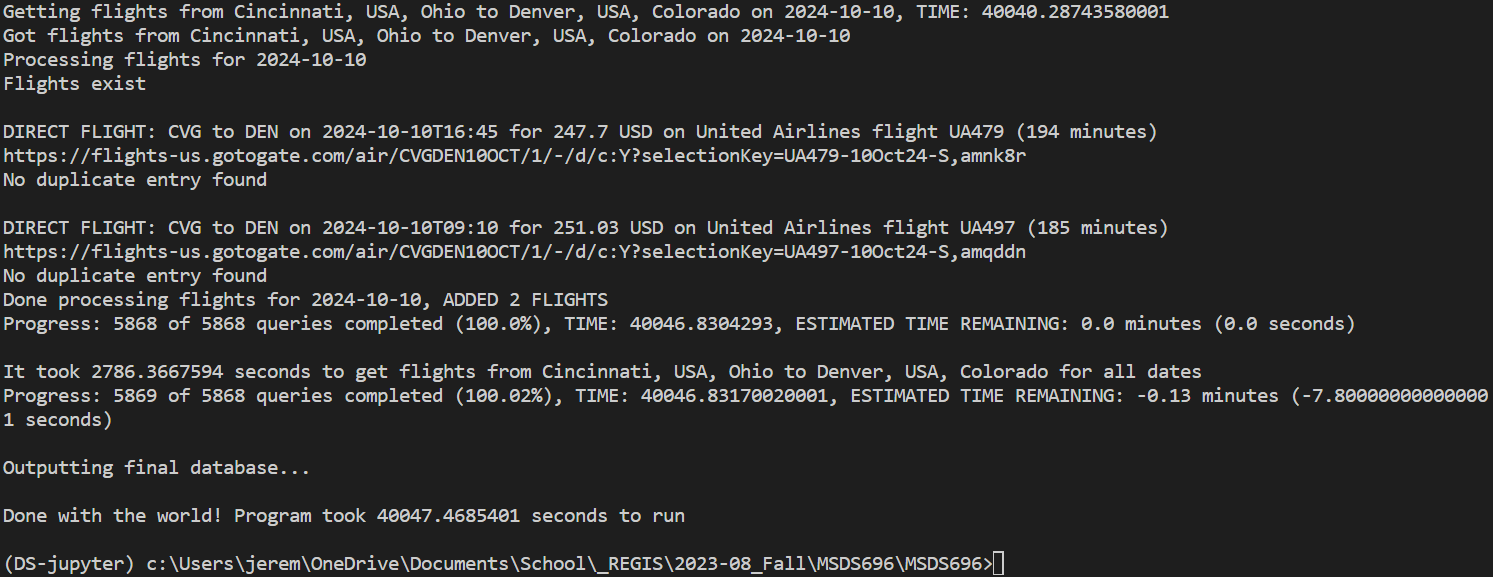 Getting flights from Cincinnati, USA, Ohio to Denver, USA, Colorado on 2024-10-10, TIME: 40040.28743580001
Got flights from Cincinnati, USA, Ohio to Denver, USA, Colorado on 2024-10-10
Processing flights for 2024-10-10
Flights exist
DIRECT FLIGHT: CVG to DEN on 2024-10-10T16:45 for 247.7 USD on United Airlines flight UA479 (194 minutes)
https://flights-us.gotogate.com/air/CVGDEN10OCT/1/-/d/c:Y?selectionKey=UA479-10Oct24-S,amnk8r
No duplicate entry found
DIRECT FLIGHT: CVG to DEN on 2024-10-10T09:10 for 251.03 USD on United Airlines flight UA497 (185 minutes)
https://flights-us.gotogate.com/air/CVGDEN10OCT/1/-/d/c:Y?selectionKey=UA497-10Oct24-S,amqddn
No duplicate entry found
Done processing flights for 2024-10-10, ADDED 2 FLIGHTS
Progress: 5868 of 5868 queries completed (100.0%), TIME: 40046.8304293, ESTIMATED TIME REMAINING: 0.0 minutes (0.0 seconds)
It took 2786.3667594 seconds to get flights from Cincinnati, USA, Ohio to Denver, USA, Colorado for all dates
Progress: 5869 of 5868 queries completed (100.02%), TIME: 40046.83170020001, ESTIMATED TIME REMAINING: -0.13 minutes (-7.80000000000000
1 seconds)
Outputting final database...
Done with the world! Program took 40047.4685401 seconds to run
(DS-jupyter) c:\Users\jerem\OneDrive\Documents\School\_REGIS\2023-08_Fall\MSDS696\MSDS696>